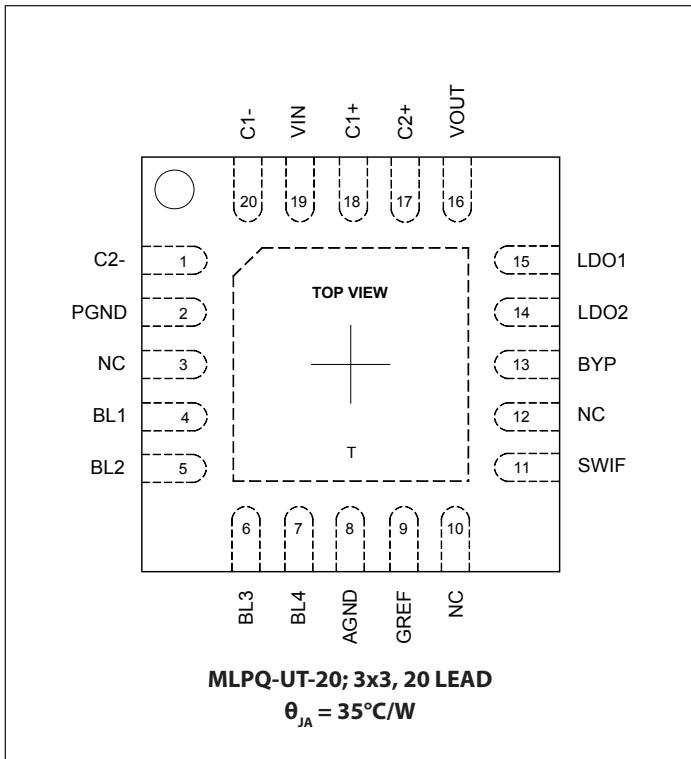 C1-
VIN
C1+
C2+
VOUT
20
19
18
17
16
C2- 1
PGND 2
NC 3
BL1 4
BL2 5
TOP VIEW
T
15 LDO1
14 LDO2
13 BYP
12 NC
11 SWIF
6
7
8
9
10
BL3
BL4
AGND
GREF
NC
MLPQ-UT-20; 3x3, 20 LEAD
θJA = 35°C/W